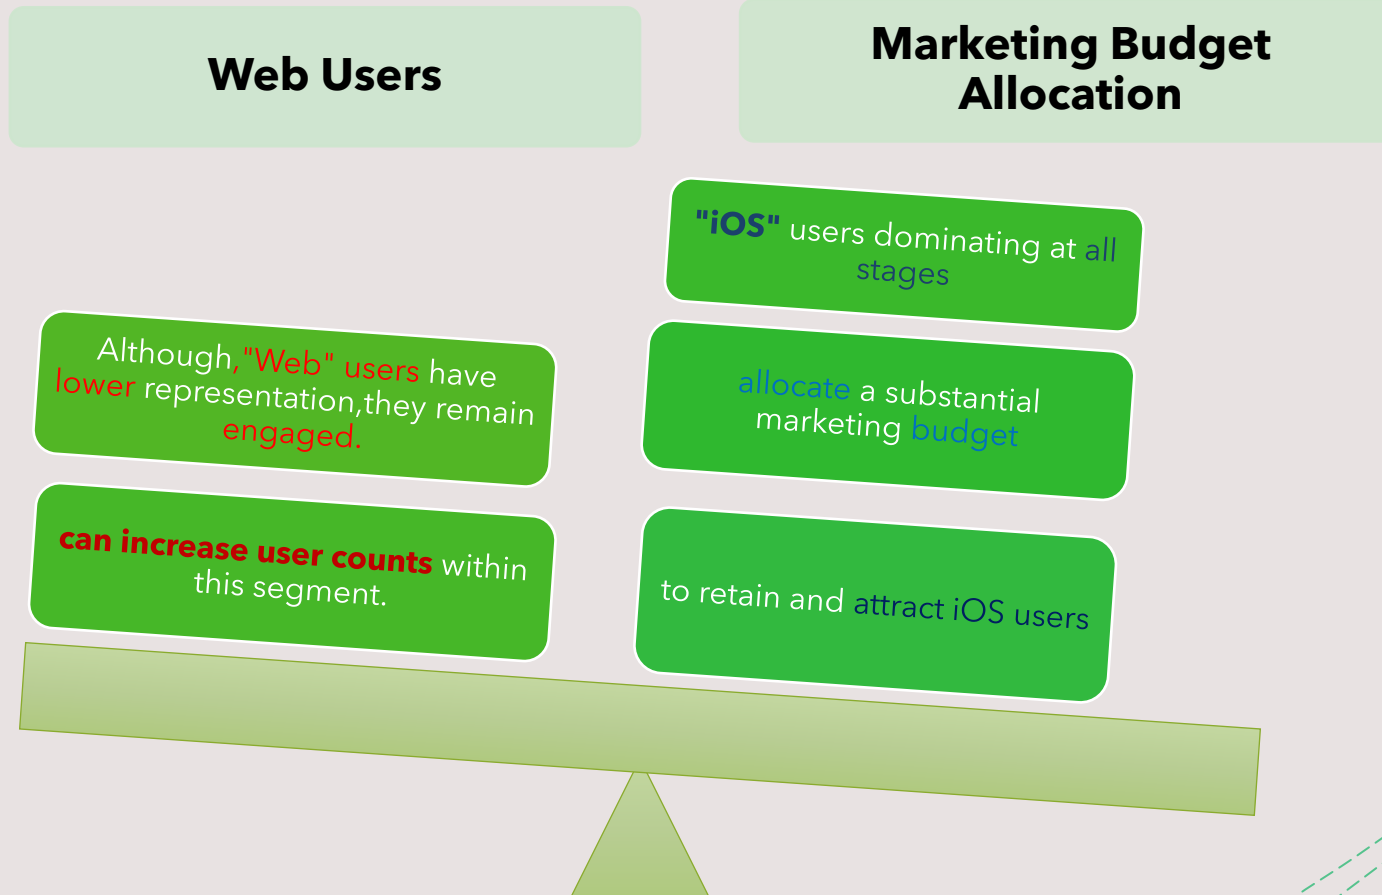 Web Users
Although,"Web" users have
lower representation,they remain
engaged.
can increase user counts within
this segment.
Marketing Budget
Allocation
"iOS" users dominating at all
stages
allocate a substantial
marketing budget
to retain and attract iOS users